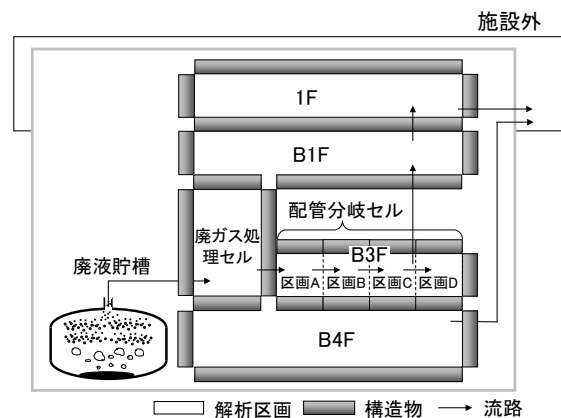 施設外
1F
B1F
配管分岐セル
廃ガス処
理セル
B3F
区画A 区画B 区画C 区画D
廃液貯槽
B4F
解析区画 構造物 流路